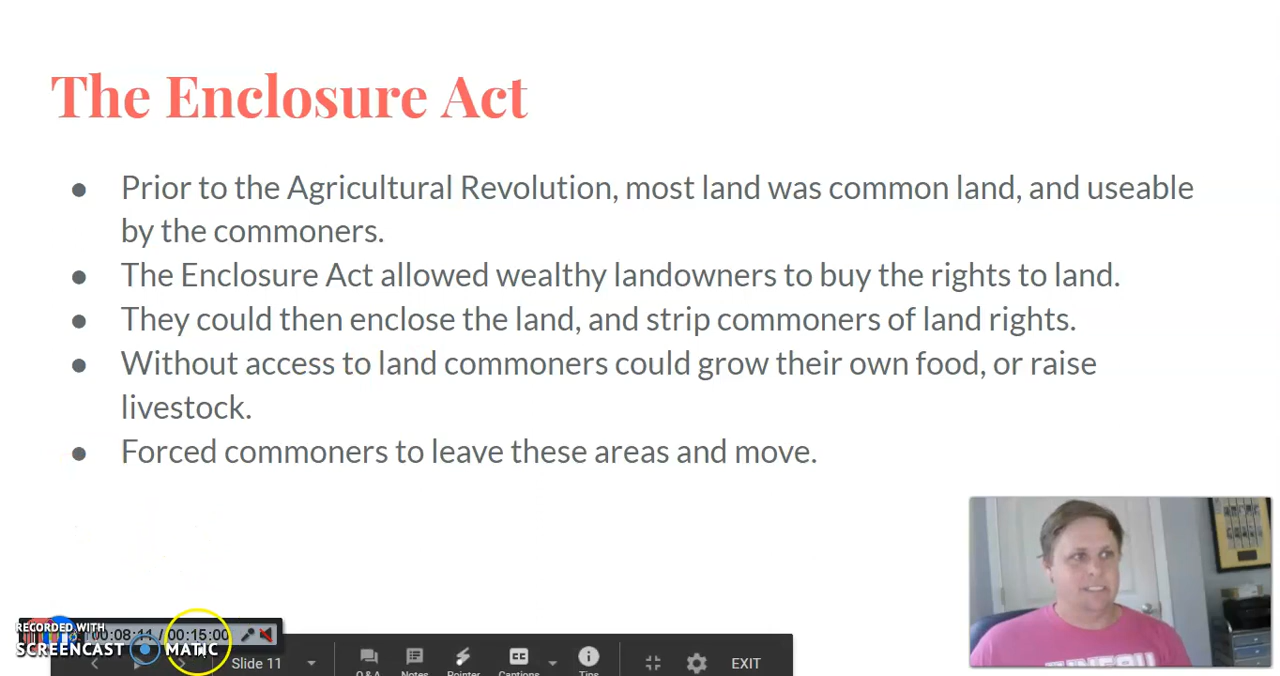 The Enclosure Act
● Prior to the Agricultural Revolution, most land was common land, and useable
by the commoners.
● The Enclosure Act allowed wealthy landowners to buy the rights to land.
● They could then enclose the land, and strip commoners of land rights.
● Without access to land commoners could grow their own food, or raise
livestock.
● Forced commoners to leave these areas and move.
RECORDED WITH
00:08:11 / 00:15:00
SCREENCAST MATIC
Slide 11
Q&A Notes Pointer Captions Tips
EXIT